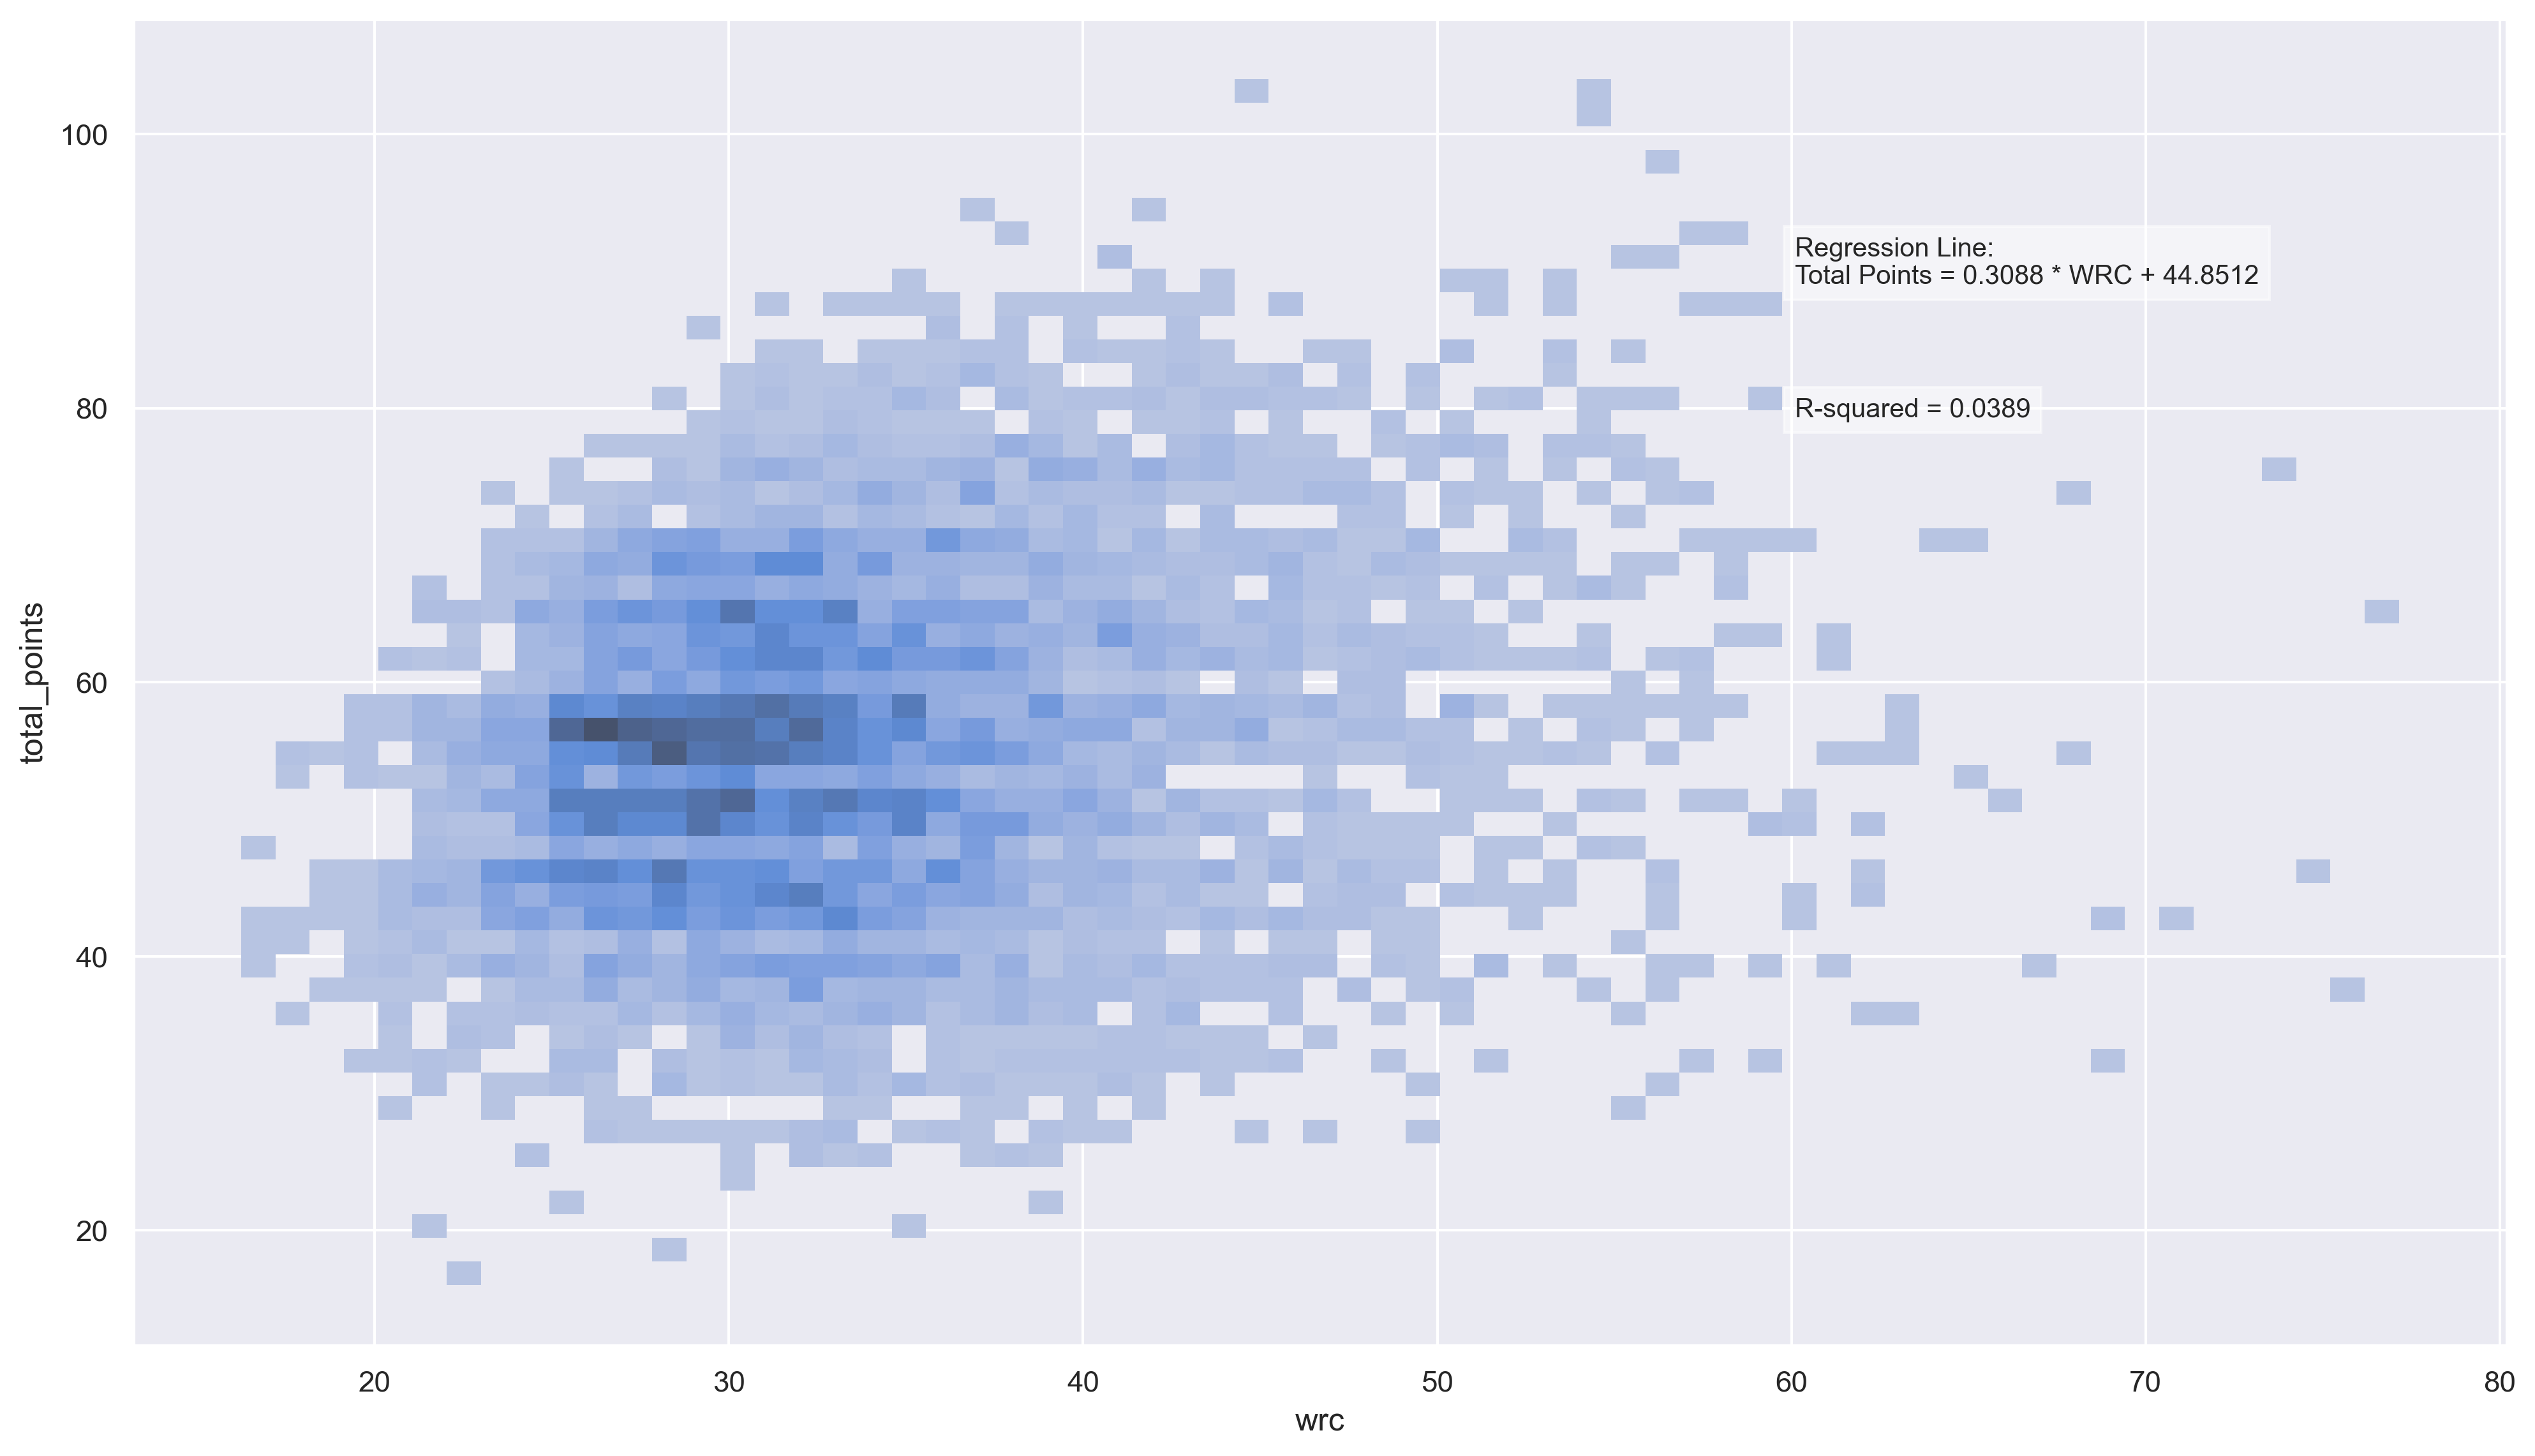 100
80
60
40
20
total_points
Regression Line:
Total Points = 0.3088 * WRC + 44.8512
R-squared = 0.0389
20 30 40 50 60 70 80
wrc